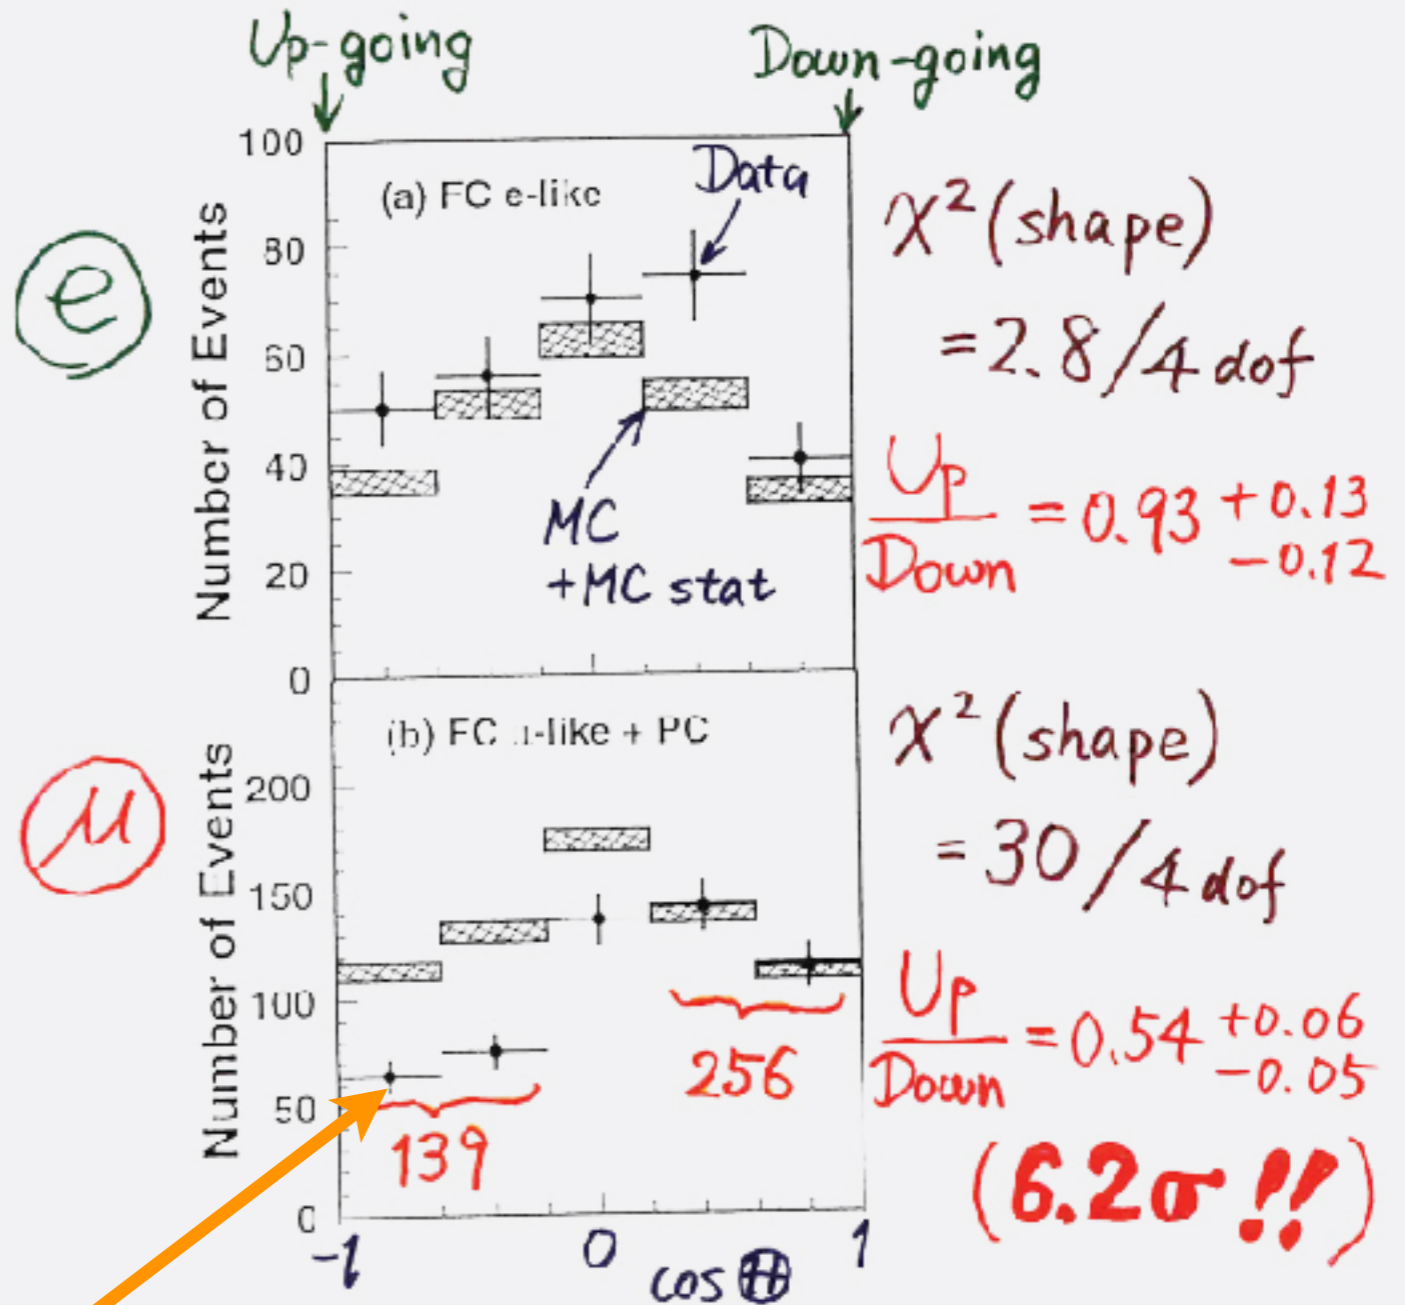 Up-going
Down-going
100
(a) FC e-like
Data
80
60
40
20
0
Number of Events
e
MC
+MC stat
χ² (shape)
= 2.8/4 dof
Up
Down
= 0.93 +0.13
-0.12
(b) FC μ-like + PC
200
150
100
50
0
Number of Events
μ
139
256
χ² (shape)
= 30/4 dof
Up
Down
= 0.54 +0.06
-0.05
(6.2σ !!)
-1
0
1
cos Θ